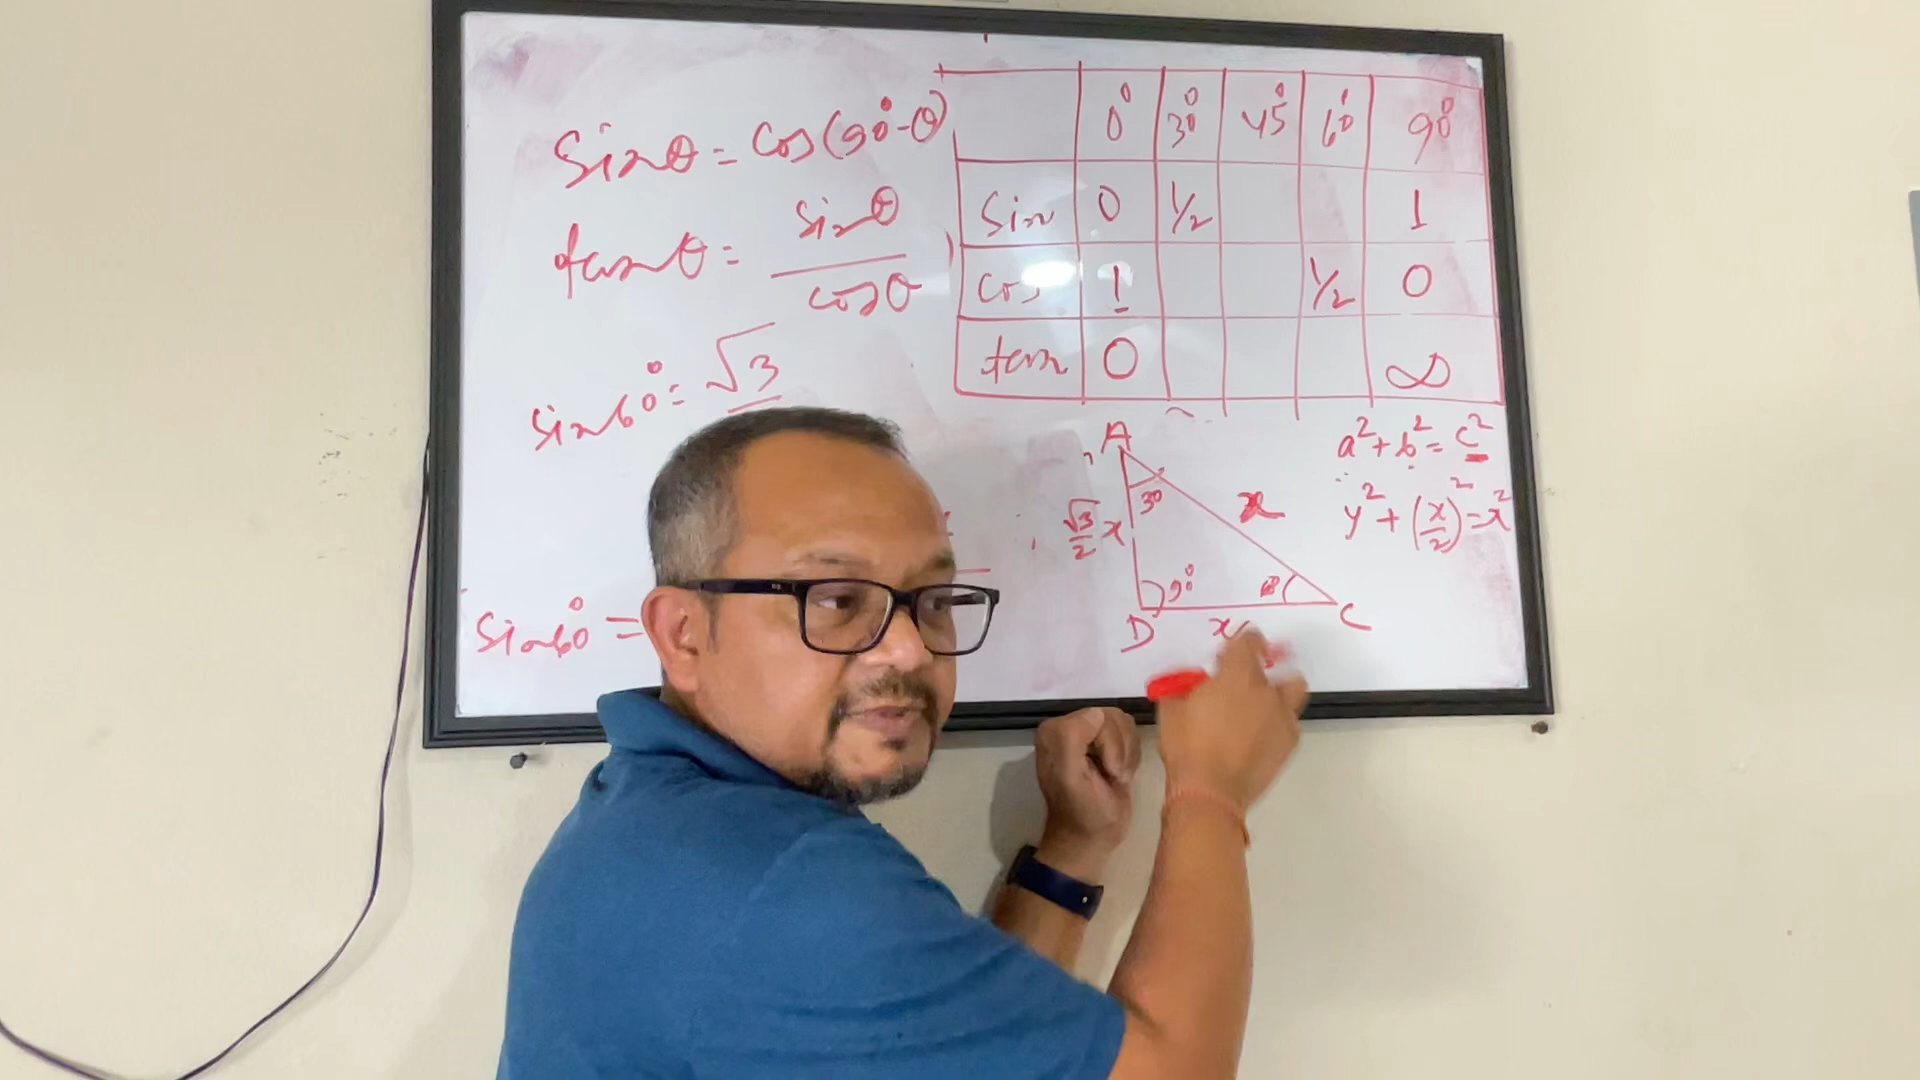 Sinθ = cos(90°-θ)
tanθ = sinθ/cosθ
sin60° = √3
Sin60° =
0° 30° 45° 60° 90°
Sin 0 1/2 1
Cos 1 1/2 0
tan 0 ∞
A
30
√3/2 x
x
90°
D
x
C
a² + b² = c²
y² + (x/2)² = x²